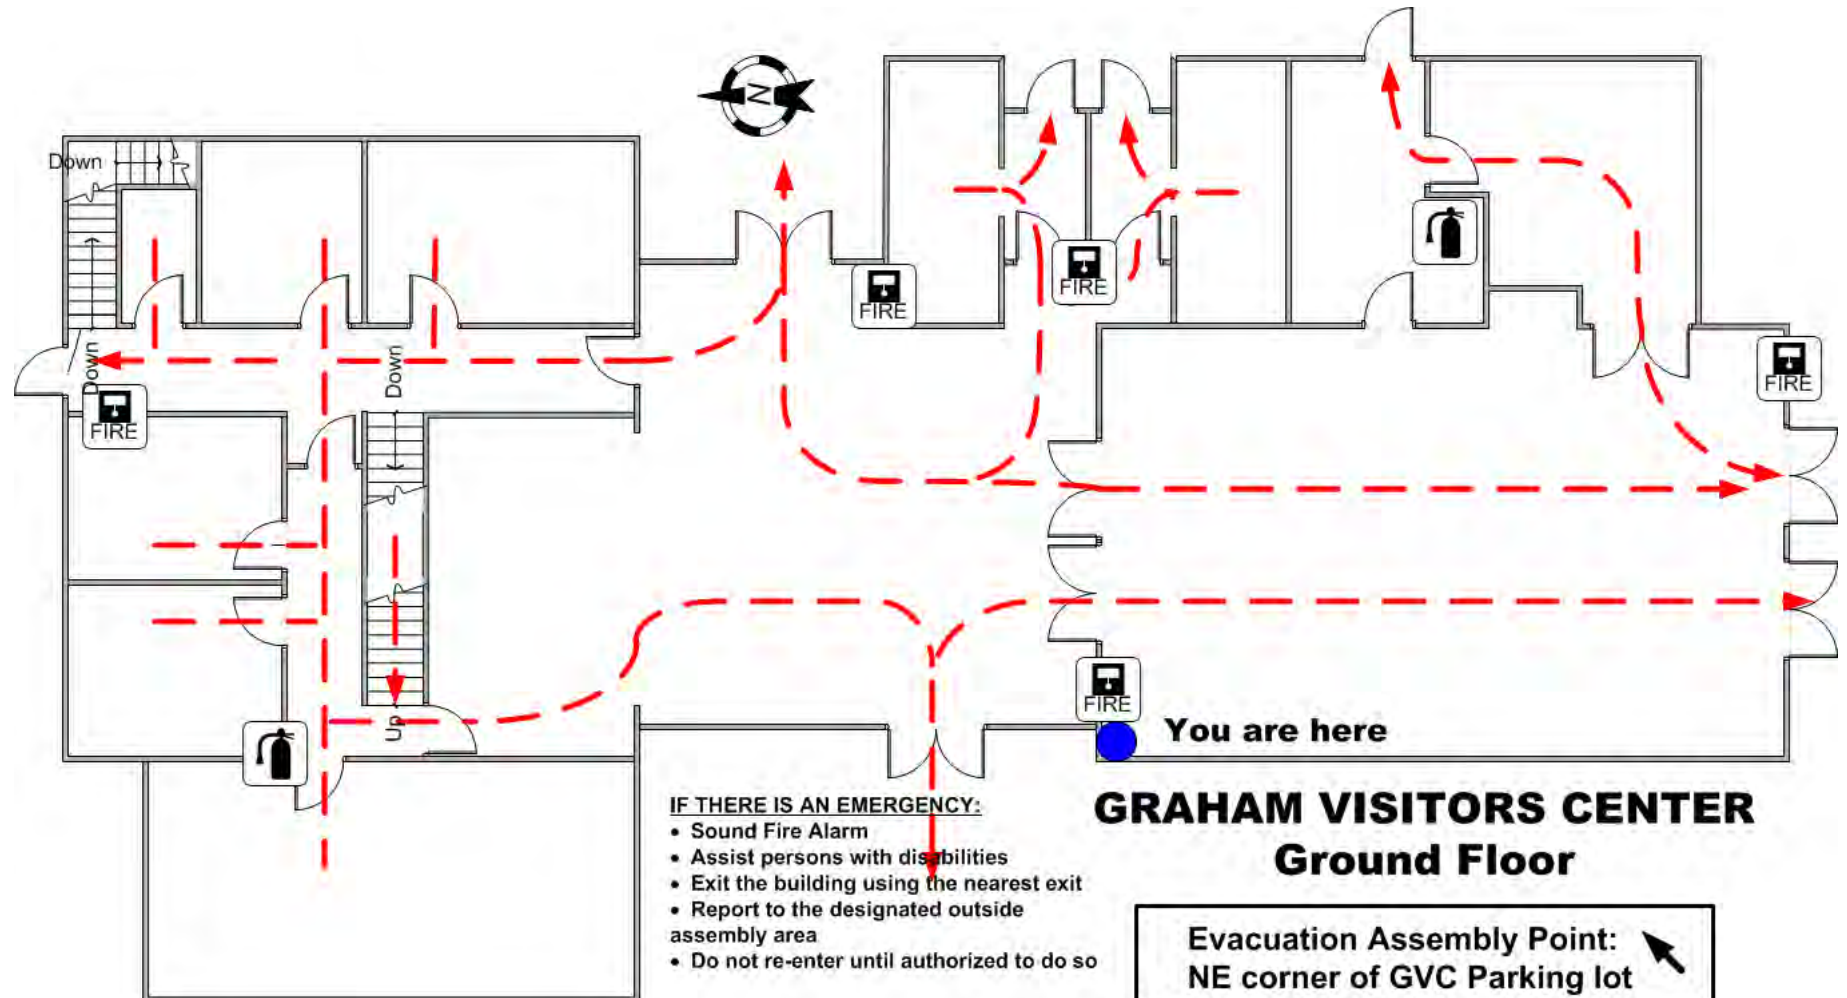 N
Down
FIRE
FIRE
Down
Down
FIRE
FIRE
FIRE
Up
You are here
IF THERE IS AN EMERGENCY:
• Sound Fire Alarm
• Assist persons with disabilities
• Exit the building using the nearest exit
• Report to the designated outside
assembly area
• Do not re-enter until authorized to do so
GRAHAM VISITORS CENTER
Ground Floor
Evacuation Assembly Point:
NE corner of GVC Parking lot